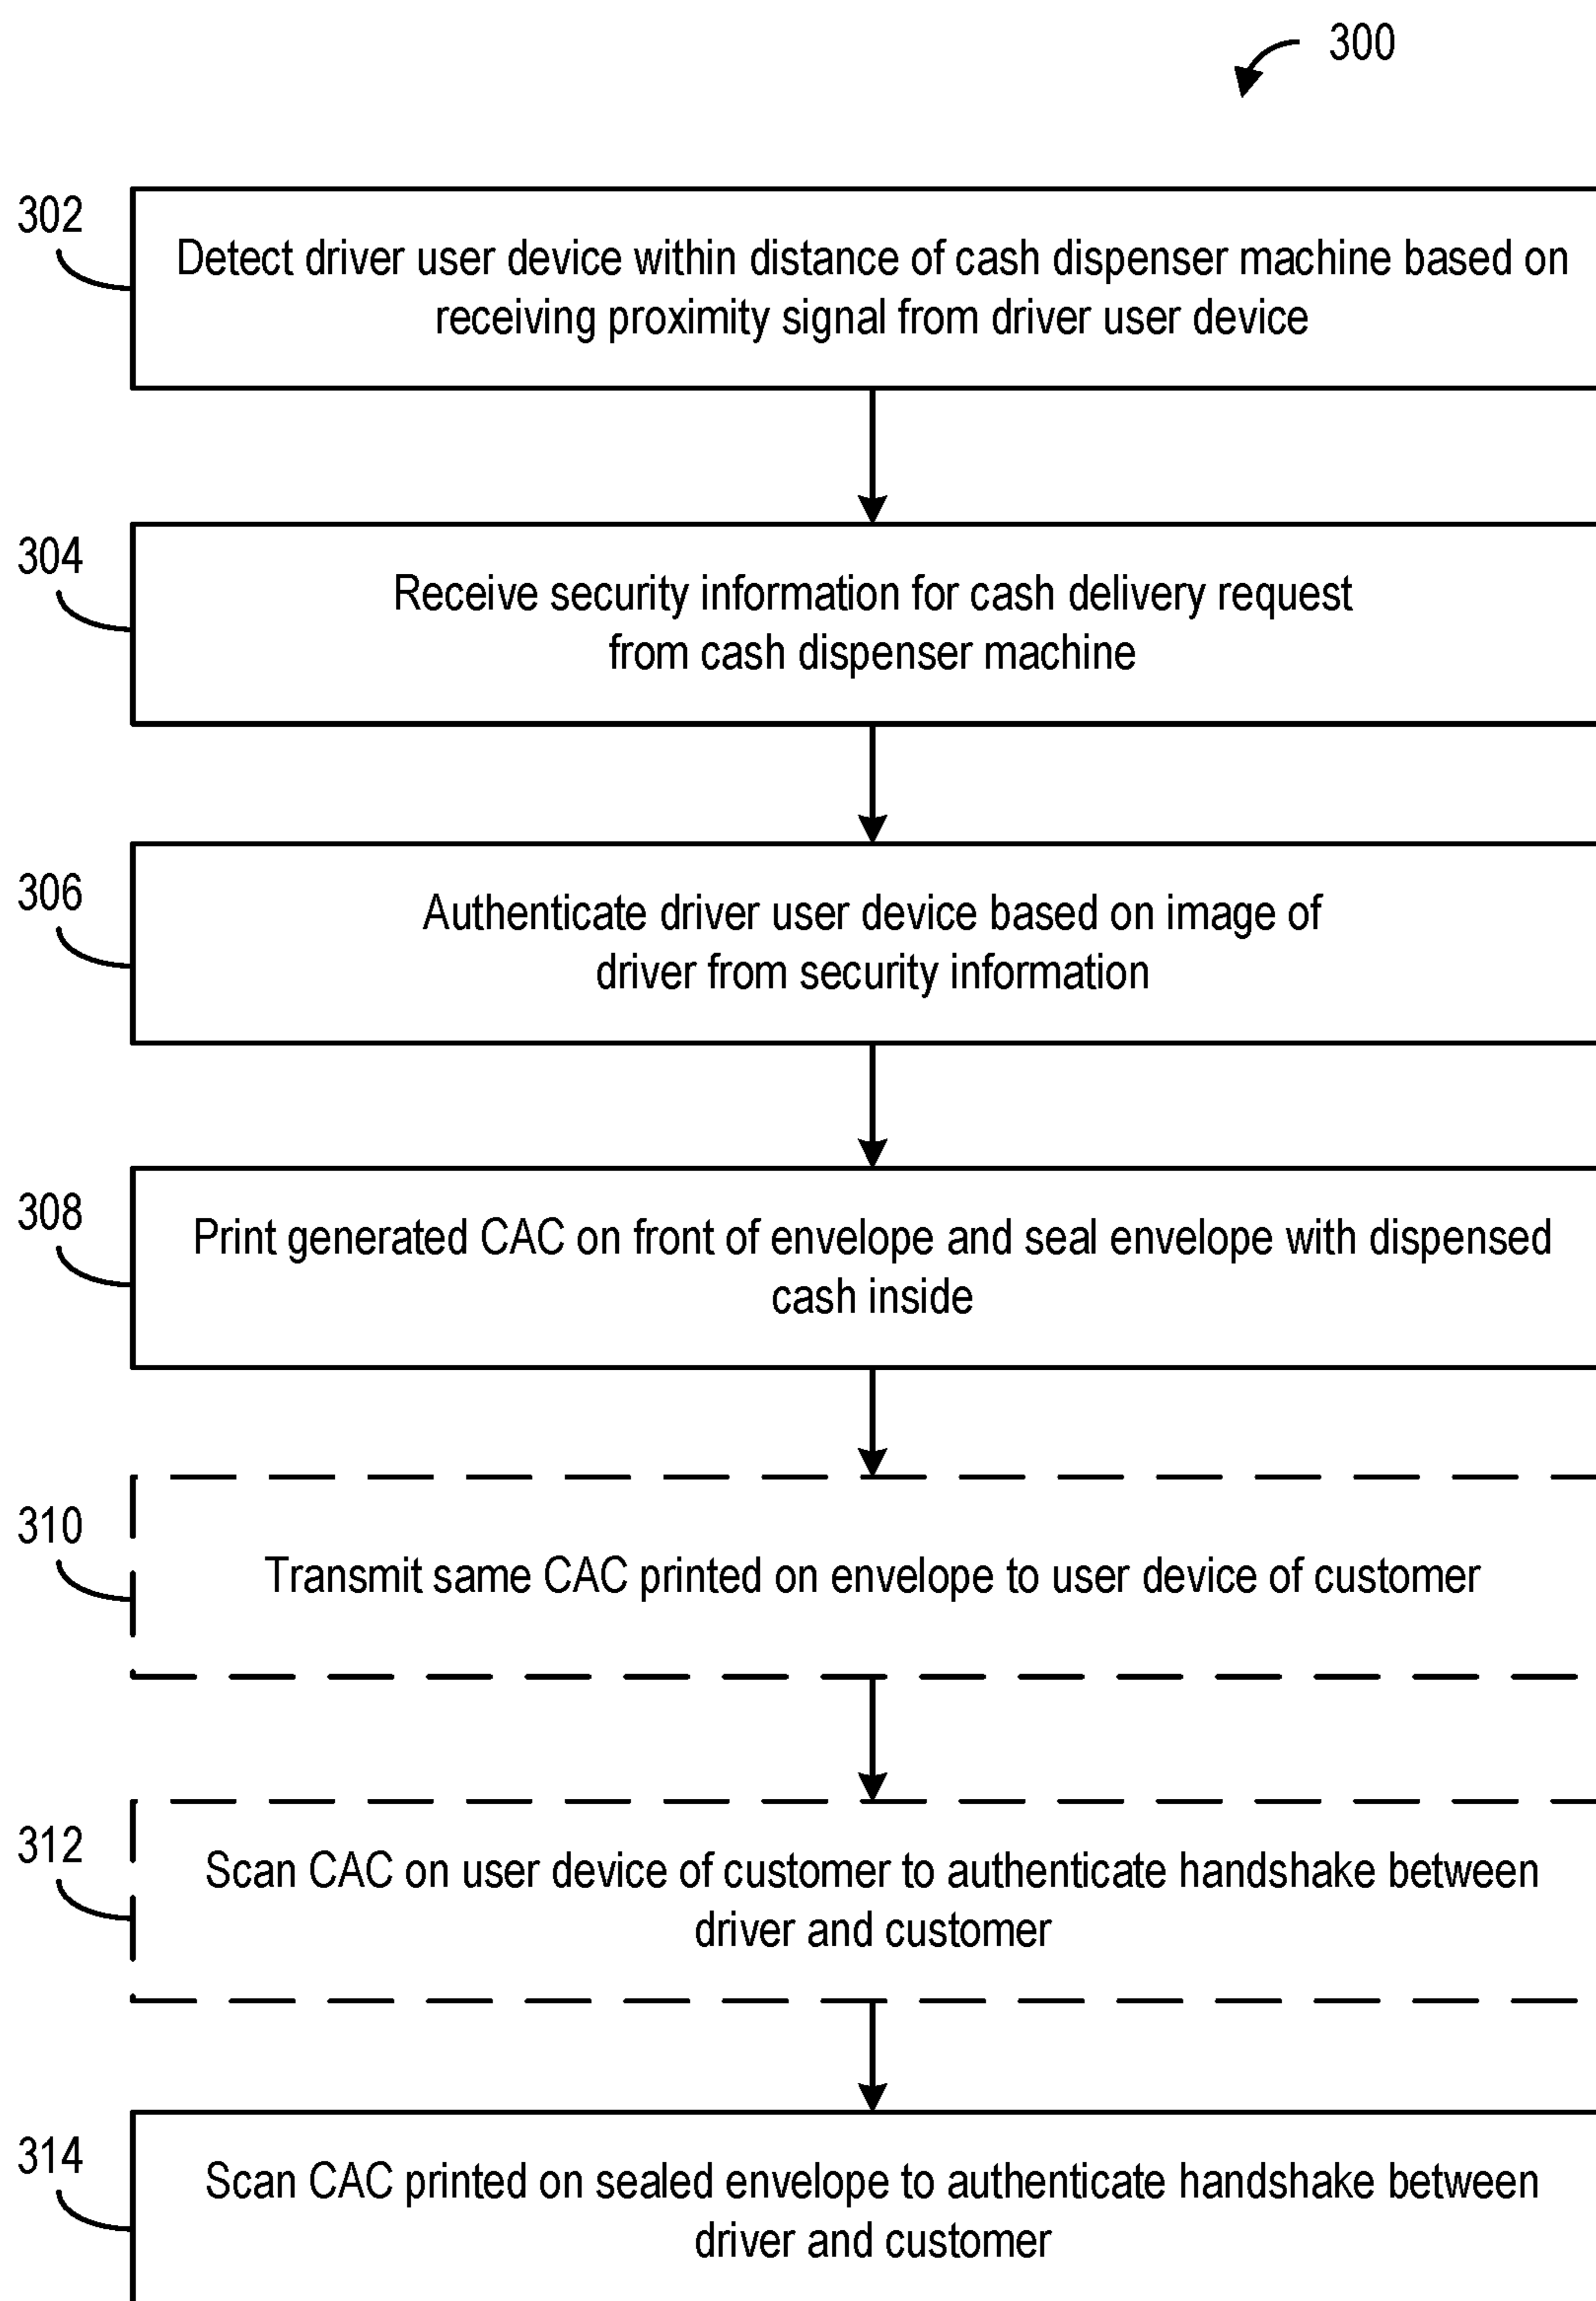 300
302
Detect driver user device within distance of cash dispenser machine based on
receiving proximity signal from driver user device
304
Receive security information for cash delivery request
from cash dispenser machine
306
Authenticate driver user device based on image of
driver from security information
308
Print generated CAC on front of envelope and seal envelope with dispensed
cash inside
310
Transmit same CAC printed on envelope to user device of customer
312
Scan CAC on user device of customer to authenticate handshake between
driver and customer
314
Scan CAC printed on sealed envelope to authenticate handshake between
driver and customer